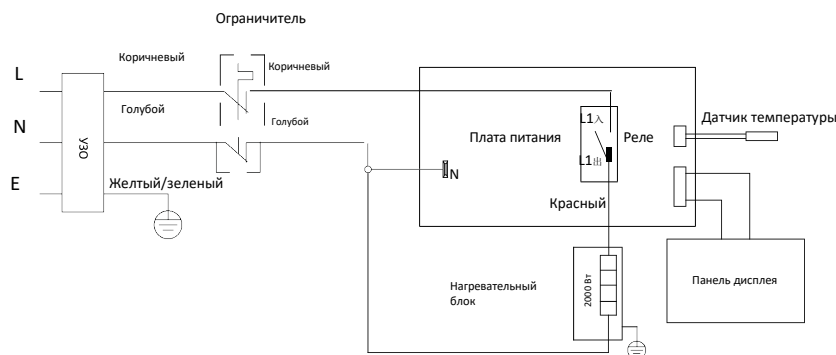 Ограничитель
Коричневый
Коричневый
L
Голубой
Голубой
N
УЗО
E
Желтый/зеленый
Плата питания
L1入
L1出
Реле
Датчик температуры
N
Красный
Нагревательный
блок
2000 Вт
Панель дисплея